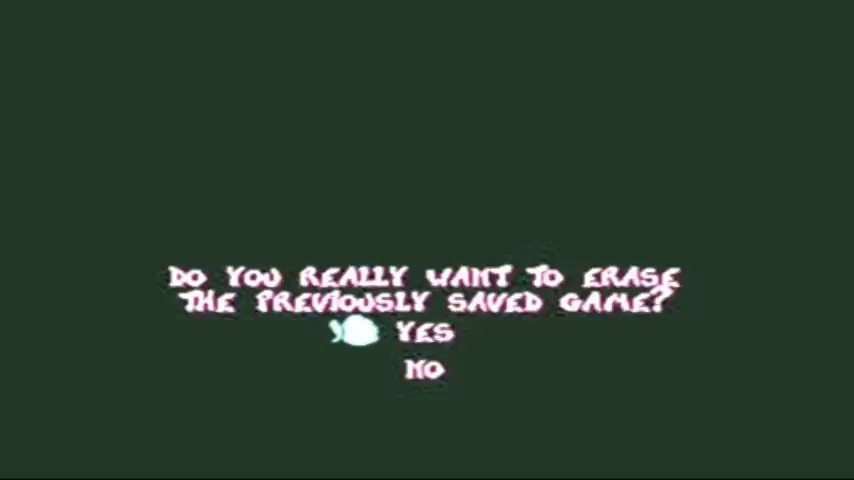 DO YOU REALLY WANT TO ERASE
THE PREVIOUSLY SAVED GAME?
YES
NO